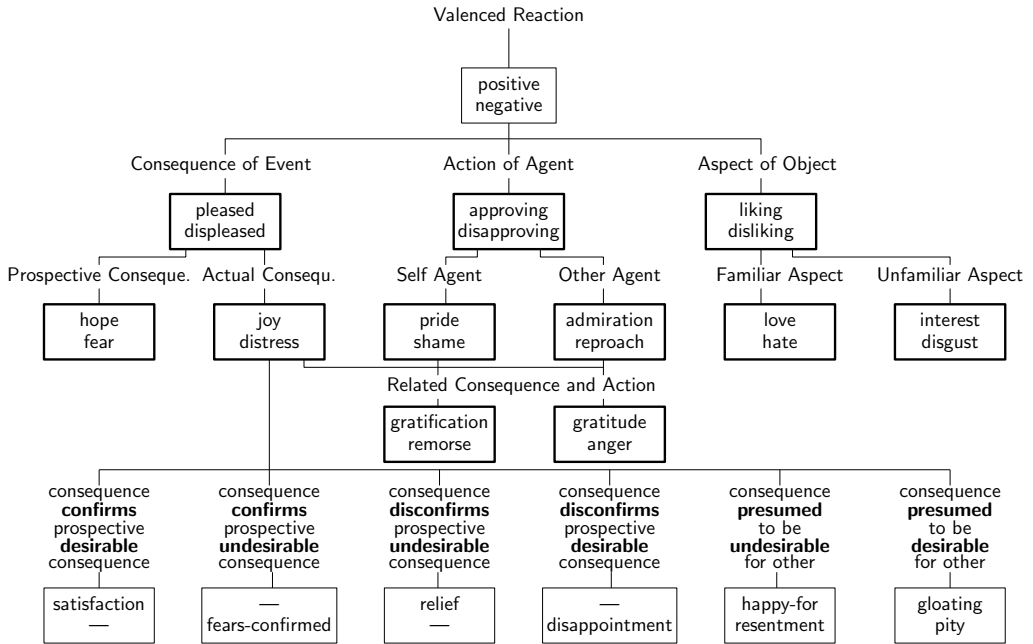 Valenced Reaction
positive
negative
Consequence of Event
Action of Agent
Aspect of Object
pleased
displeased
approving
disapproving
liking
disliking
Prospective Conseque.
Actual Consequ.
Self Agent
Other Agent
Familiar Aspect
Unfamiliar Aspect
hope
fear
joy
distress
pride
shame
admiration
reproach
love
hate
interest
disgust
Related Consequence and Action
gratification
remorse
gratitude
anger
consequence
confirms
prospective
desirable
consequence
consequence
confirms
prospective
undesirable
consequence
consequence
disconfirms
prospective
undesirable
consequence
consequence
disconfirms
prospective
desirable
consequence
consequence
presumed
to be
undesirable
for other
consequence
presumed
to be
desirable
for other
satisfaction
—
—
fears-confirmed
relief
—
—
disappointment
happy-for
resentment
gloating
pity